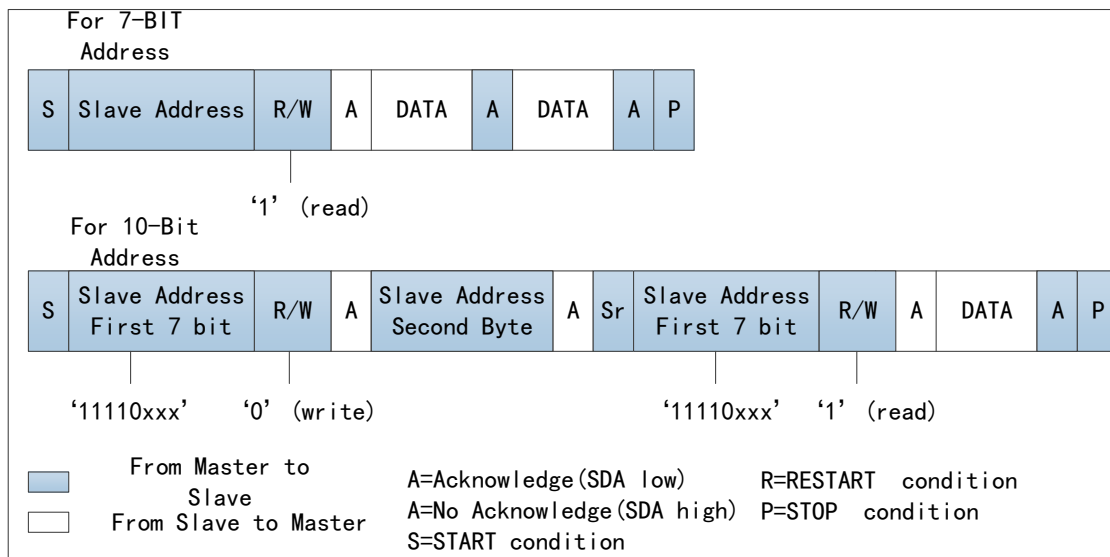 For 7-BIT
Address
S Slave Address R/W A DATA A DATA A P
‘1’ (read)
For 10-Bit
Address
S Slave Address First 7 bit R/W A Slave Address Second Byte A Sr Slave Address First 7 bit R/W A DATA A P
‘11110xxx’ ‘0’ (write) ‘11110xxx’ ‘1’ (read)
From Master to
Slave
From Slave to Master
A=Acknowledge(SDA low)
A=No Acknowledge(SDA high)
S=START condition
R=RESTART condition
P=STOP condition